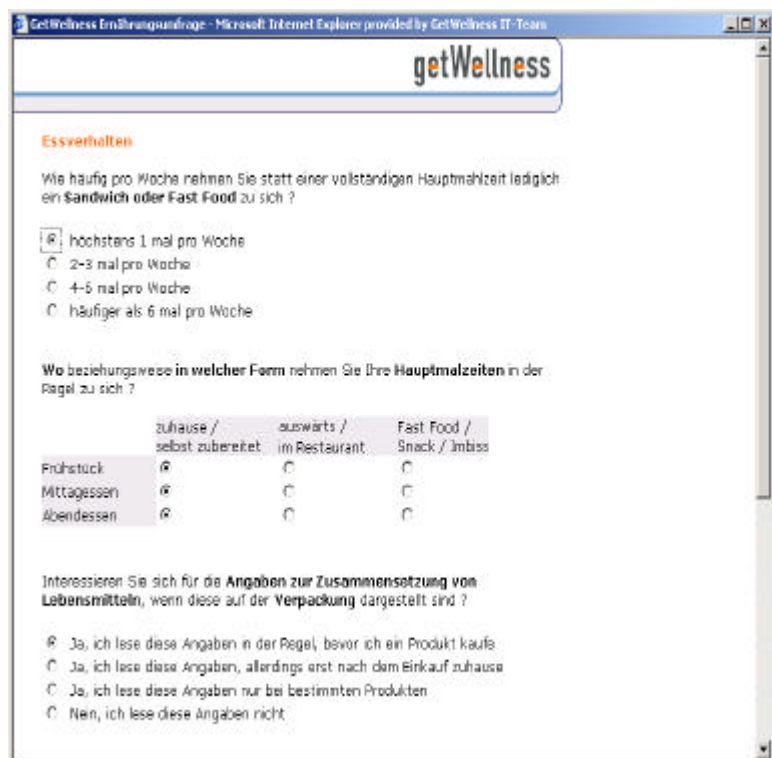 GetWellness Ernährungsumfrage - Microsoft Internet Explorer provided by GetWellness IT-Team
getWellness
Essverhalten
Wie häufig pro Woche nehmen Sie statt einer vollständigen Hauptmahlzeit lediglich
ein Sandwich oder Fast Food zu sich ?
höchstens 1 mal pro Woche
2-3 mal pro Woche
4-6 mal pro Woche
häufiger als 6 mal pro Woche
Wo beziehungsweise in welcher Form nehmen Sie Ihre Hauptmalzeiten in der
Regel zu sich ?
zuhause / auswärts / Fast Food /
selbst zubereitet im Restaurant Snack / Imbiss
Frühstück
Mittagessen
Abendessen
Interessieren Sie sich für die Angaben zur Zusammensetzung von
Lebensmitteln, wenn diese auf der Verpackung dargestellt sind ?
Ja, ich lese diese Angaben in der Regel, bevor ich ein Produkt kaufe
Ja, ich lese diese Angaben, allerdings erst nach dem Einkauf zuhause
Ja, ich lese diese Angaben nur bei bestimmten Produkten
Nein, ich lese diese Angaben nicht